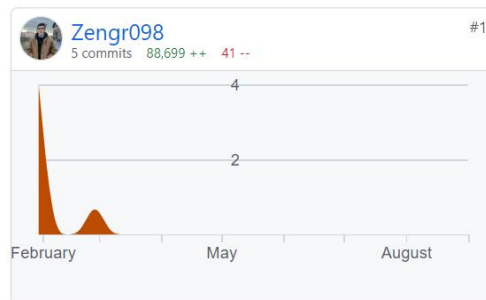 Zengr098
#1
5 commits 88,699 ++ 41 --
4
2
February May August